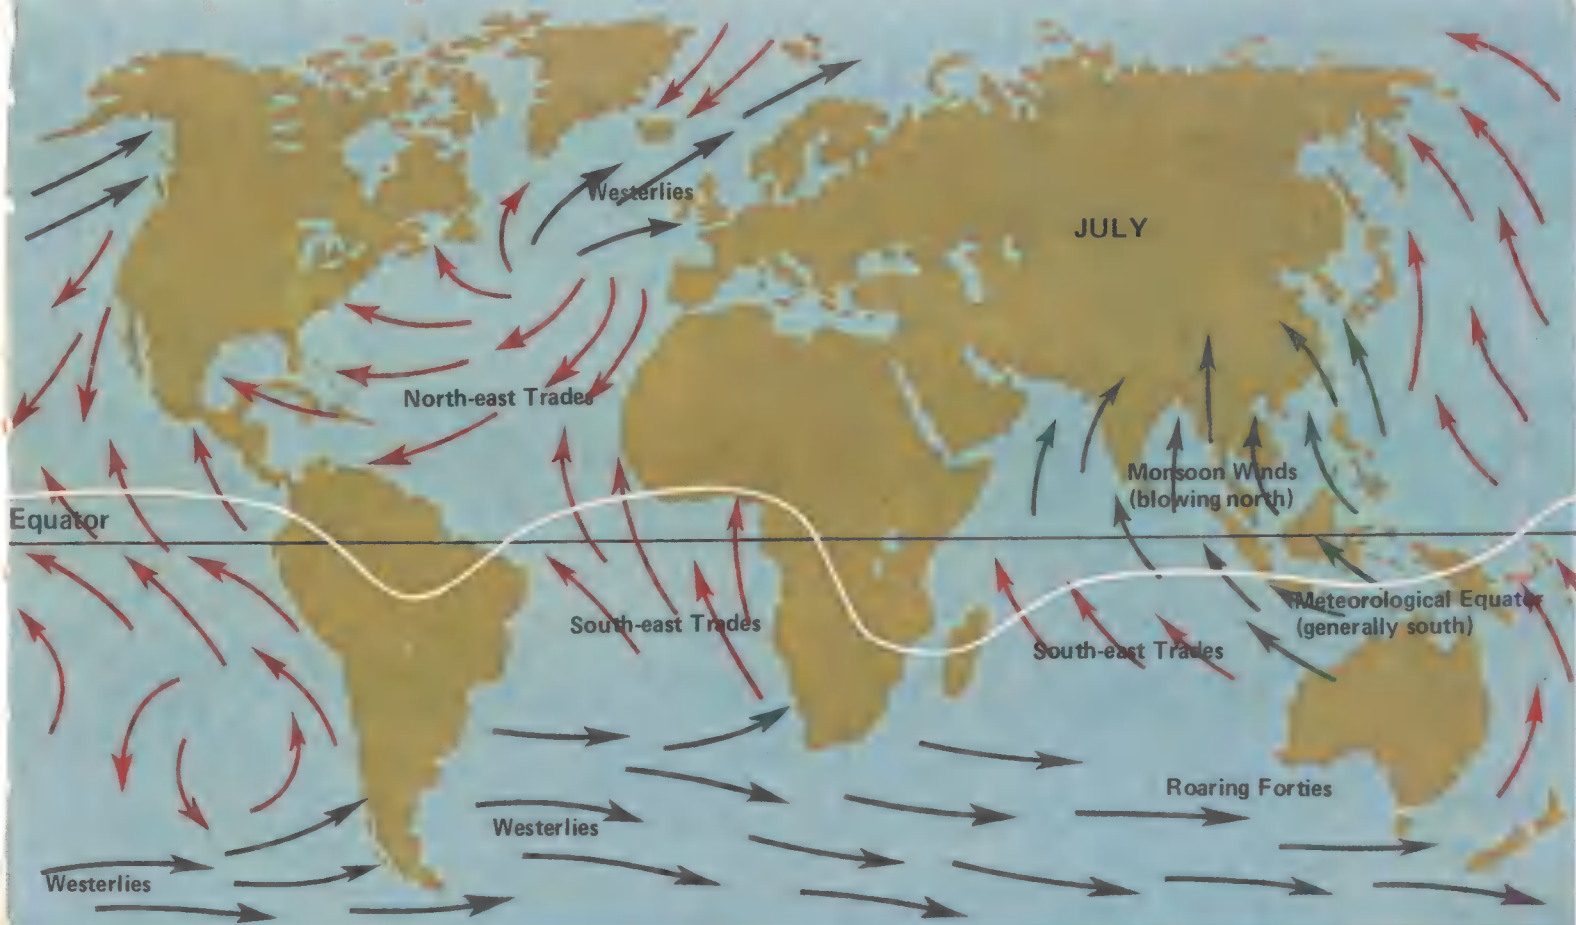 Westerlies
JULY
North-east Trades
Monsoon Winds
(blowing north)
Equator
Meteorological Equator
(generally south)
South-east Trades
South-east Trades
Roaring Forties
Westerlies
Westerlies